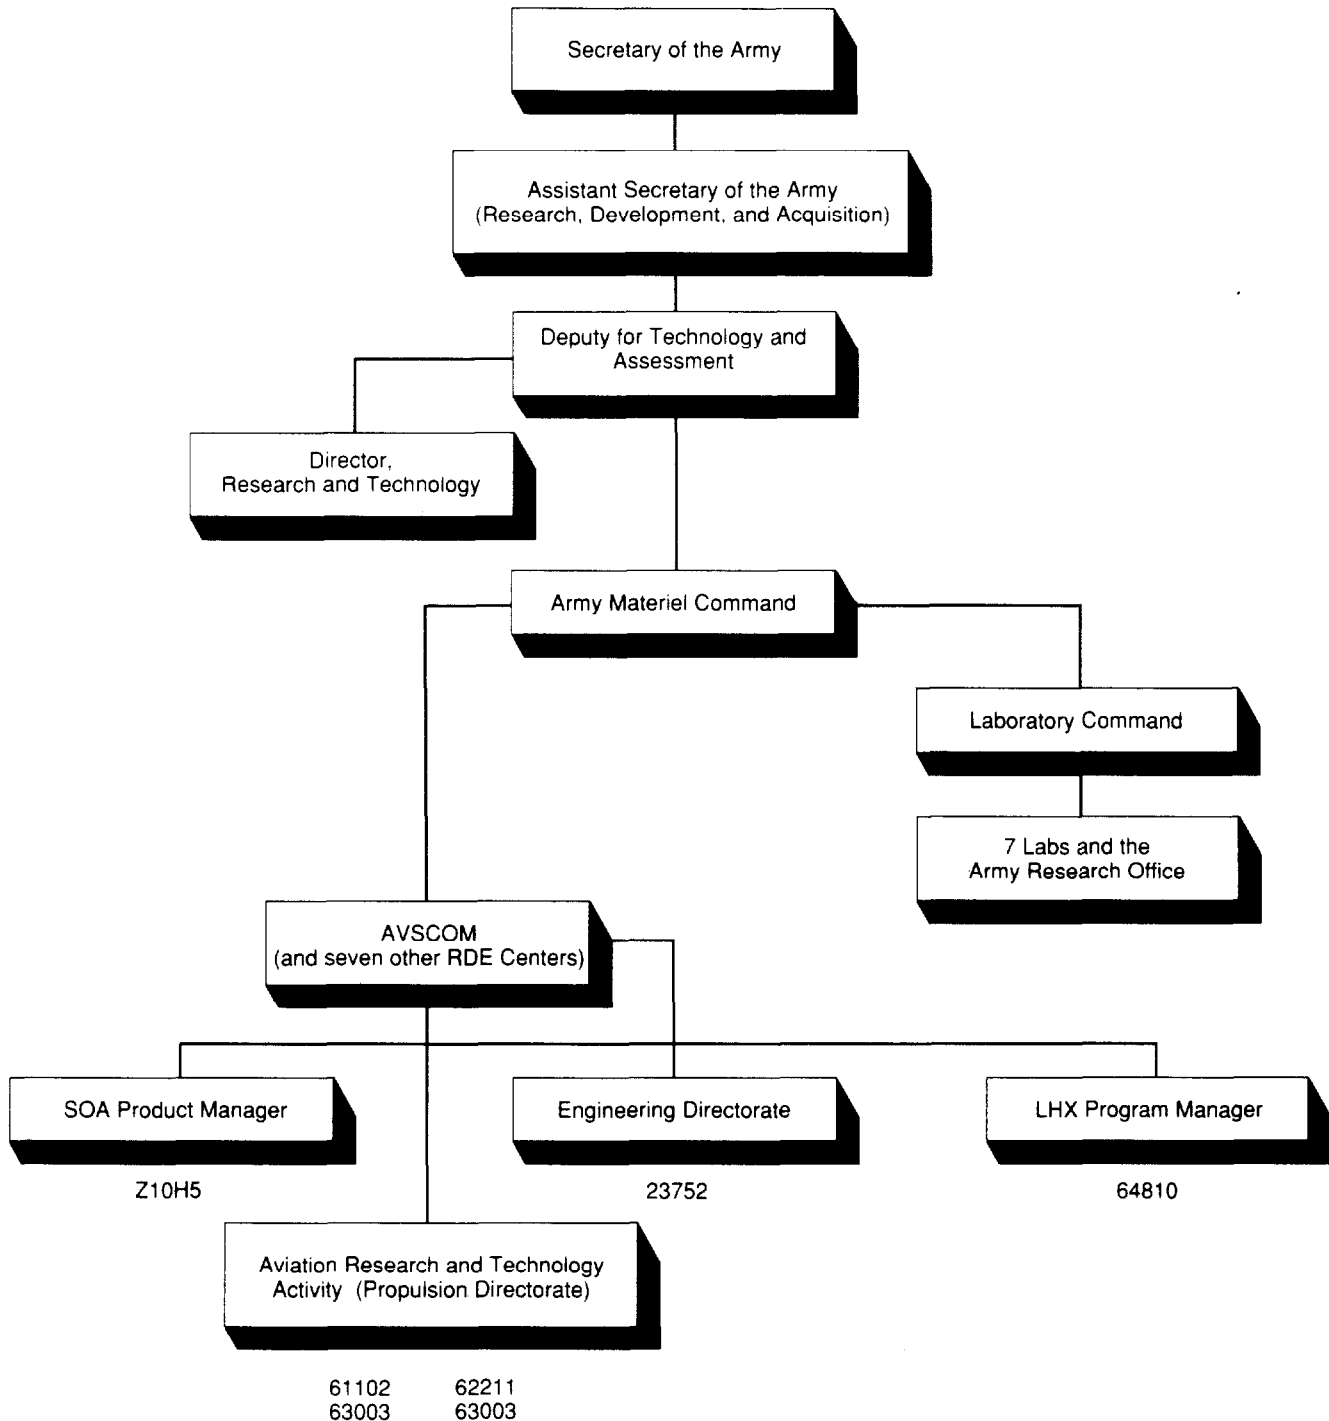 Secretary of the Army
Assistant Secretary of the Army
(Research, Development, and Acquisition)
Deputy for Technology and
Assessment
Director,
Research and Technology
Army Materiel Command
Laboratory Command
7 Labs and the
Army Research Office
AVSCOM
(and seven other RDE Centers)
SOA Product Manager
Engineering Directorate
LHX Program Manager
Z10H5
23752
64810
Aviation Research and Technology
Activity (Propulsion Directorate)
61102 62211
63003 63003